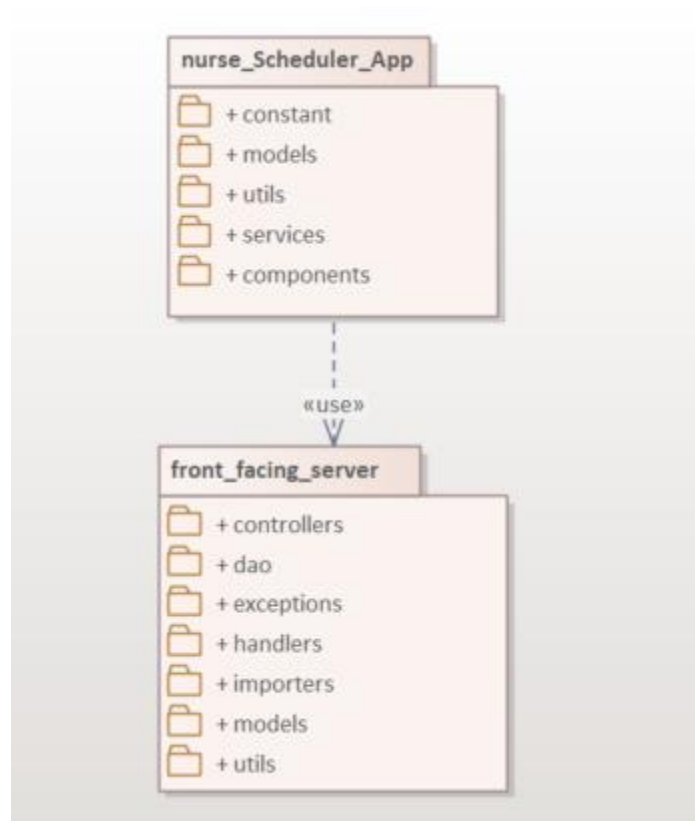 nurse_Scheduler_App
+ constant
+ models
+ utils
+ services
+ components
«use»
front_facing_server
+ controllers
+ dao
+ exceptions
+ handlers
+ importers
+ models
+ utils